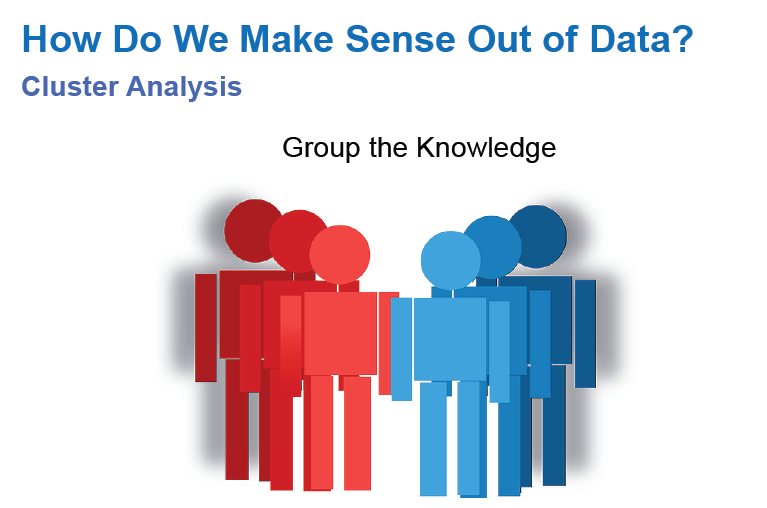 How Do We Make Sense Out of Data?
Cluster Analysis
Group the Knowledge